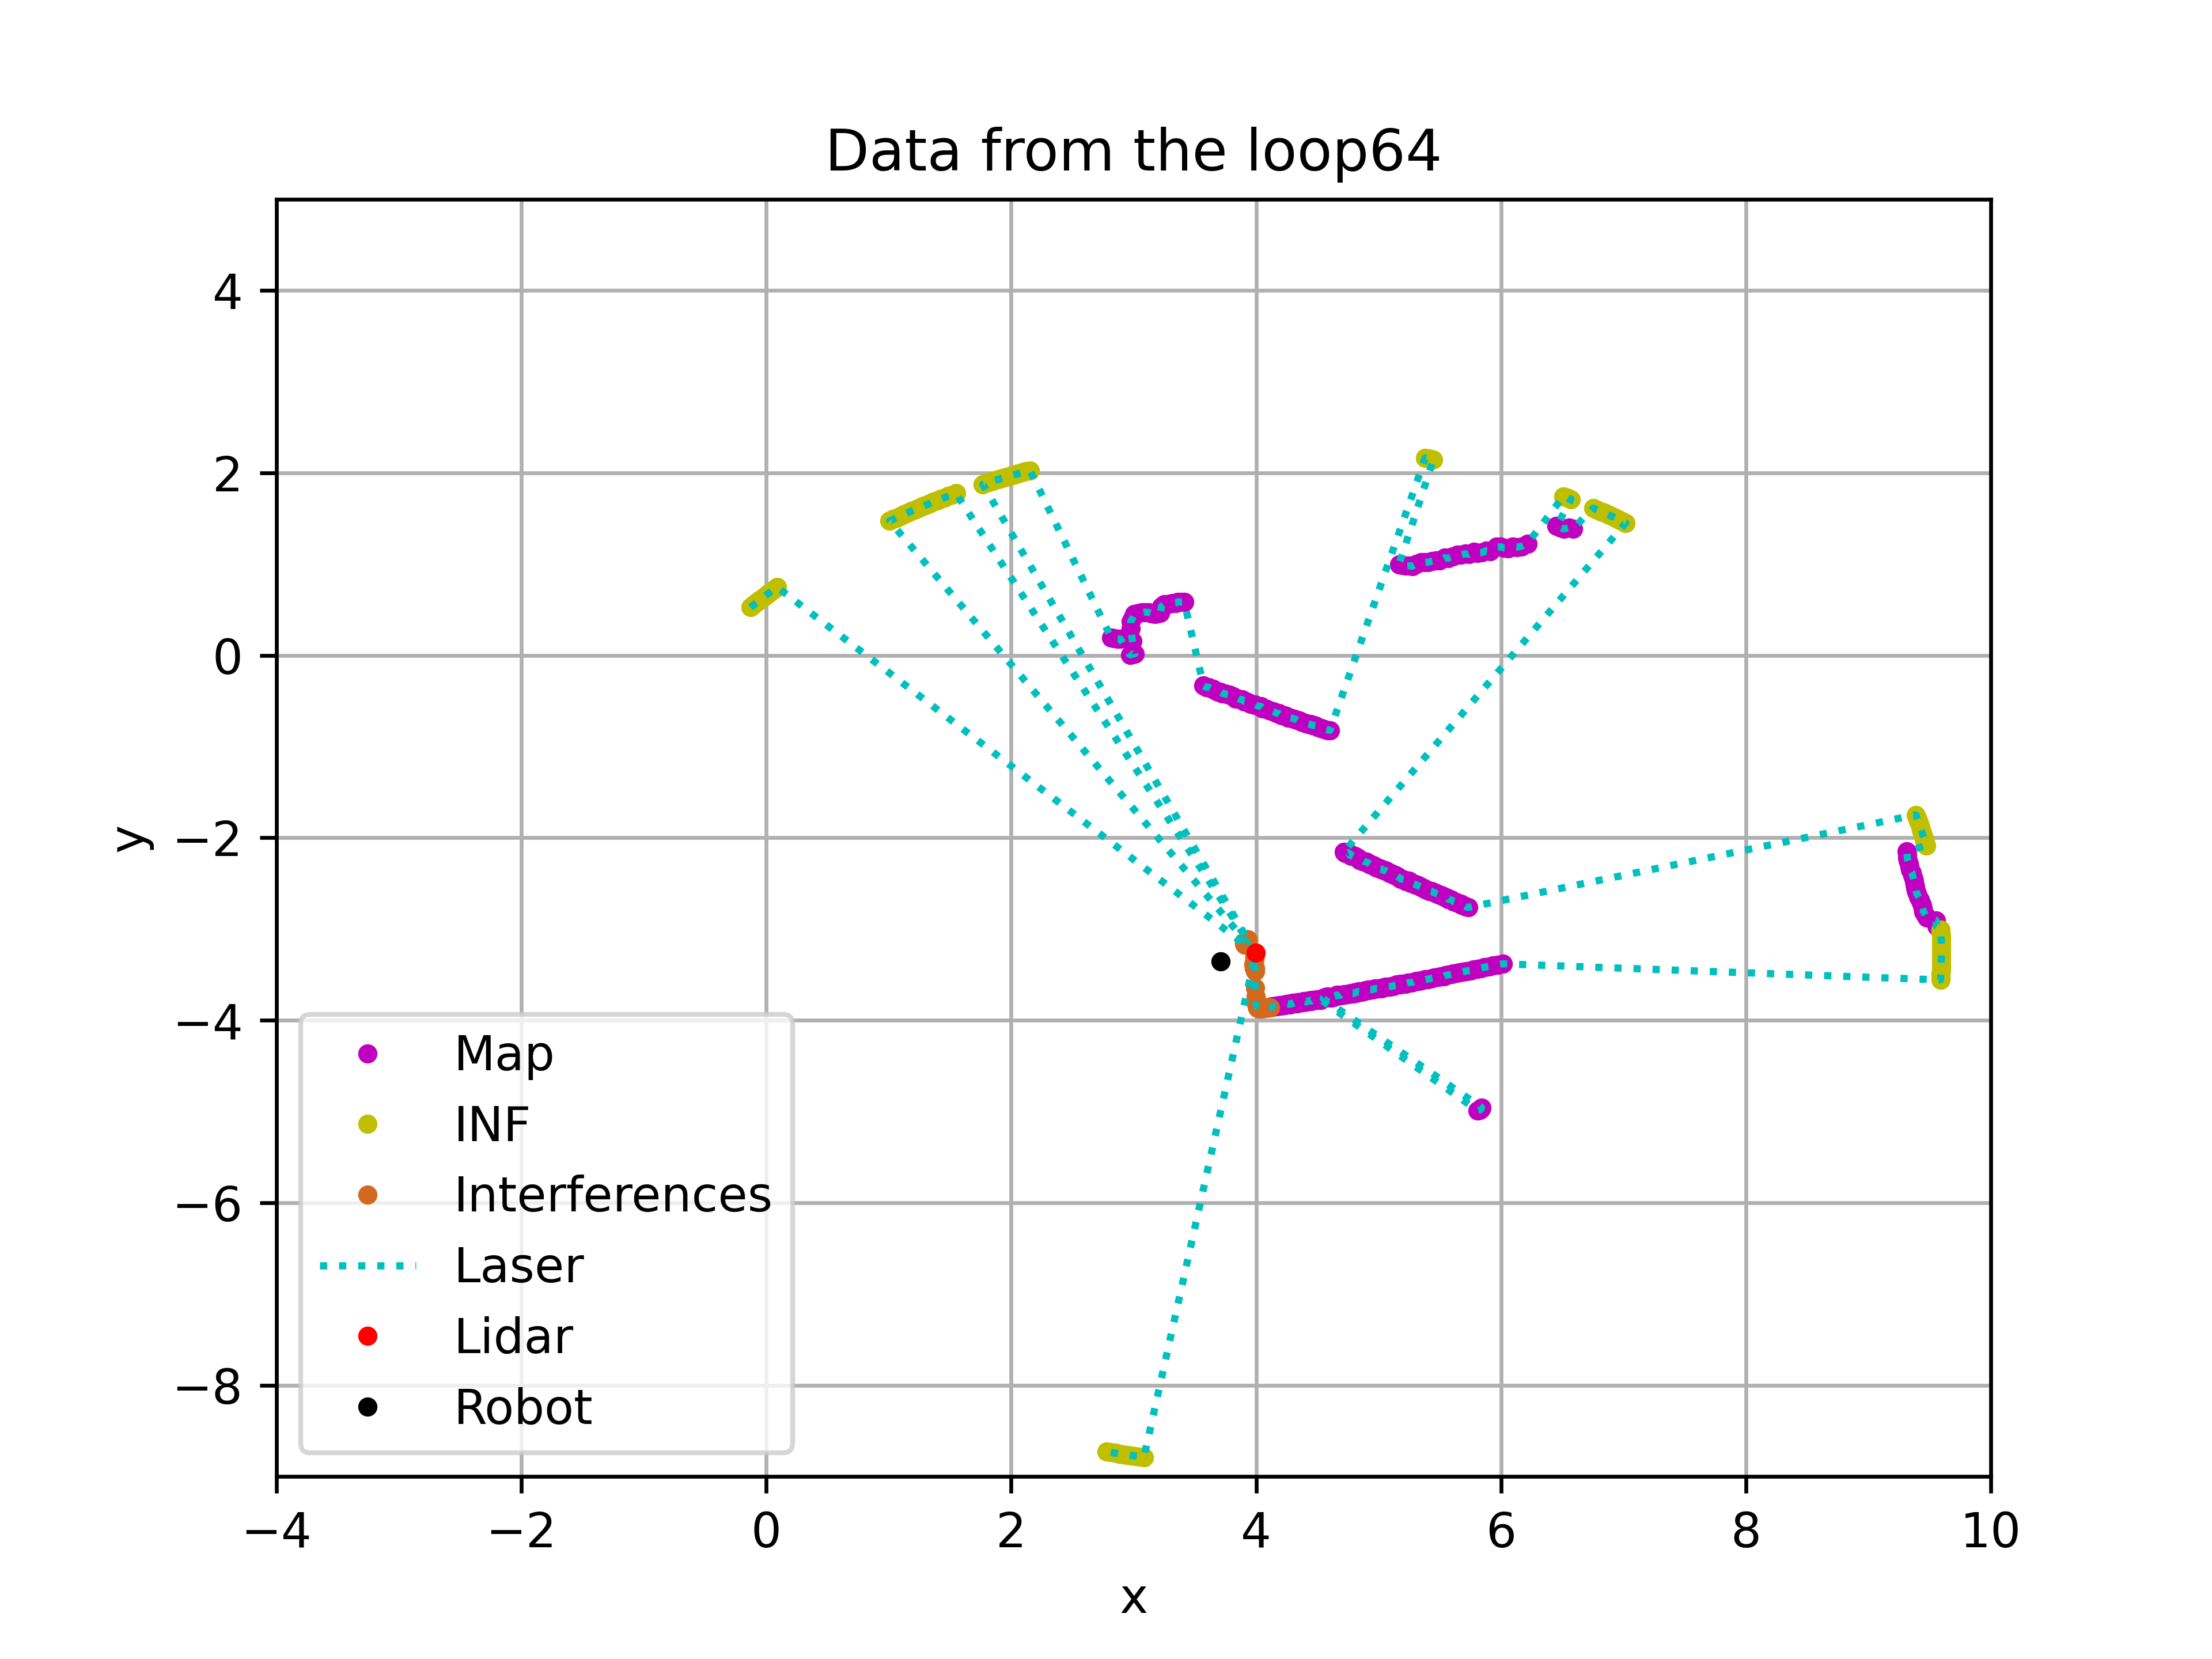 Data from the loop64
4
2
0
−2
−4
−6
−8
y
Map
INF
Interferences
Laser
Lidar
Robot
−4 −2 0 2 4 6 8 10
x